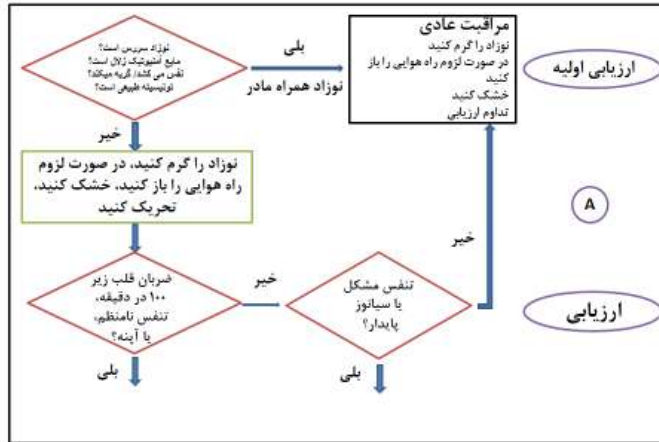 نوزاد سررس است؟
مایع آمنیوتیک زلال است؟
نفس می کشد/ گریه میکند؟
تونیسیته طبیعی است؟
بلی
نوزاد همراه مادر
مراقبت عادی
نوزاد را گرم کنید
در صورت لزوم راه هوایی را باز
کنید
خشک کنید
تداوم ارزیابی
ارزیابی اولیه
خیر
نوزاد را گرم کنید، در صورت لزوم
راه هوایی را باز کنید، خشک کنید،
تحریک کنید
A
خیر
ضربان قلب زیر
۱۰۰ در دقیقه،
تنفس نامنظم،
یا آپنه؟
خیر
تنفس مشکل
یا سیانوز
پایدار؟
ارزیابی
بلی
بلی